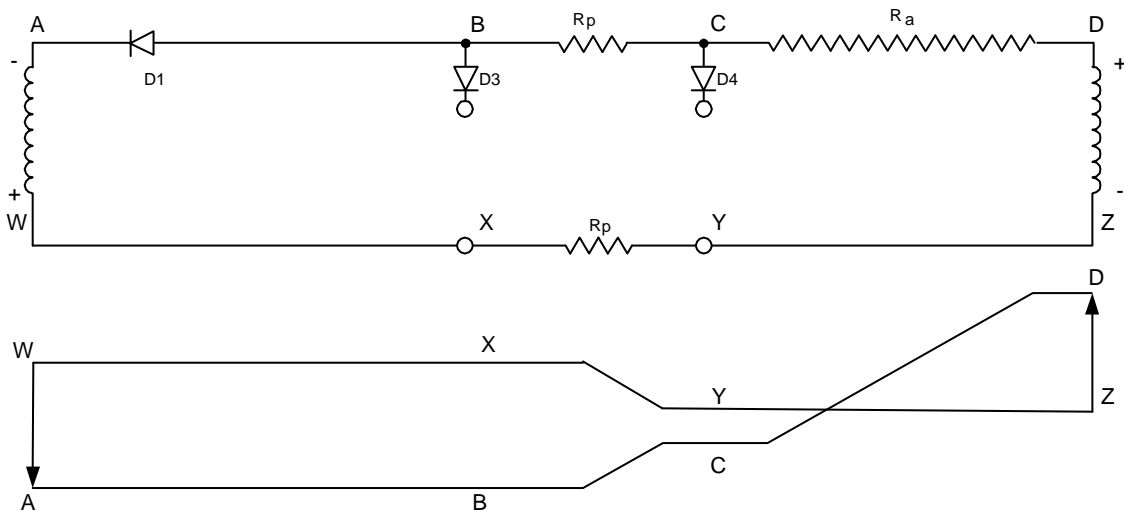 A B Rp C Ra D
D1 D3 D4
- +
+ -
W X Rp Y Z
D
W X
Y Z
C
A B